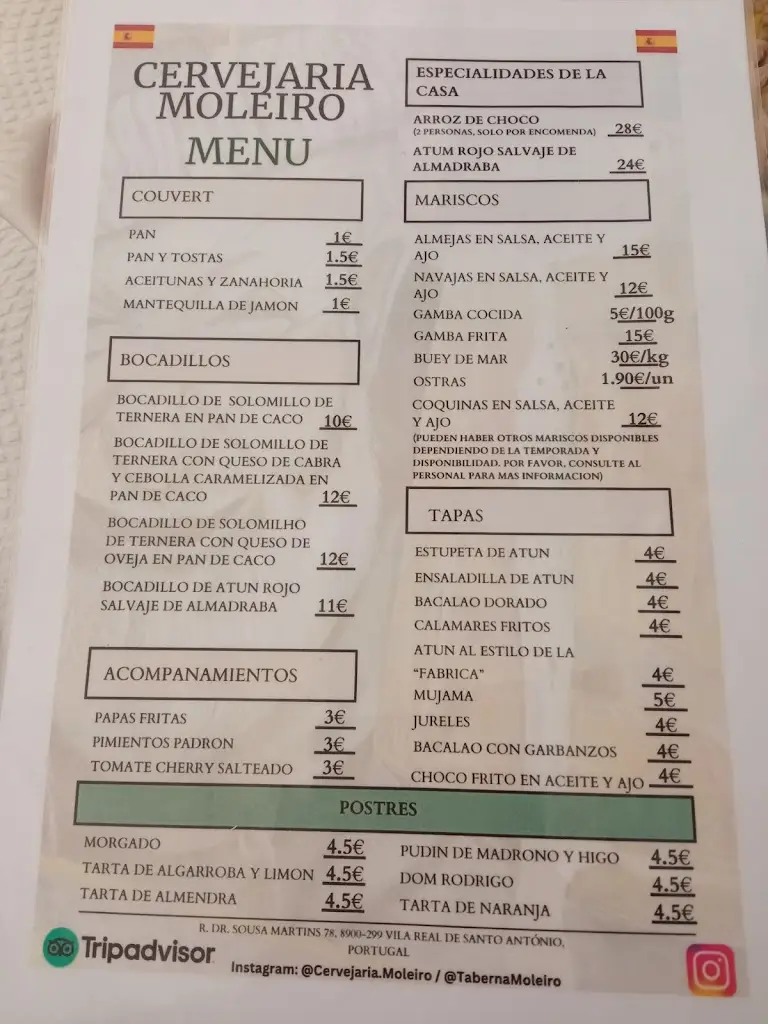 CERVEJARIA
MOLEIRO
MENU
COUVERT
PAN 1€
PAN Y TOSTAS 1.5€
ACEITUNAS Y ZANAHORIA 1.5€
MANTEQUILLA DE JAMON 1€
BOCADILLOS
BOCADILLO DE SOLOMILLO DE
TERNERA EN PAN DE CACO 10€
BOCADILLO DE SOLOMILLO DE
TERNERA CON QUESO DE CABRA
Y CEBOLLA CARAMELIZADA EN
PAN DE CACO 12€
BOCADILLO DE SOLOMILHO
DE TERNERA CON QUESO DE
OVEJA EN PAN DE CACO 12€
BOCADILLO DE ATUN ROJO
SALVAJE DE ALMADRABA 11€
ACOMPANAMIENTOS
PAPAS FRITAS 3€
PIMIENTOS PADRON 3€
TOMATE CHERRY SALTEADO 3€
ESPECIALIDADES DE LA
CASA
ARROZ DE CHOCO
(2 PERSONAS, SOLO POR ENCOMENDA) 28€
ATUM ROJO SALVAJE DE
ALMADRABA 24€
MARISCOS
ALMEJAS EN SALSA, ACEITE Y
AJO 15€
NAVAJAS EN SALSA, ACEITE Y
AJO 12€
GAMBA COCIDA 5€/100g
GAMBA FRITA 15€
BUEY DE MAR 30€/kg
OSTRAS 1.90€/un
COQUINAS EN SALSA, ACEITE
Y AJO 12€
(PUEDEN HABER OTROS MARISCOS DISPONIBLES
DEPENDIENDO DE LA TEMPORADA Y
DISPONIBILIDAD. POR FAVOR, CONSULTE AL
PERSONAL PARA MAS INFORMACION)
TAPAS
ESTUPETA DE ATUN 4€
ENSALADILLA DE ATUN 4€
BACALAO DORADO 4€
CALAMARES FRITOS 4€
ATUN AL ESTILO DE LA
“FABRICA” 4€
MUJAMA 5€
JURELES 4€
BACALAO CON GARBANZOS 4€
CHOCO FRITO EN ACEITE Y AJO 4€
POSTRES
MORGADO 4.5€
TARTA DE ALGARROBA Y LIMON 4.5€
TARTA DE ALMENDRA 4.5€
PUDIN DE MADRONO Y HIGO 4.5€
DOM RODRIGO 4.5€
TARTA DE NARANJA 4.5€
R. DR. SOUSA MARTINS 78, 8900-299 VILA REAL DE SANTO ANTÓNIO,
PORTUGAL
Tripadvisor
Instagram: @Cervejaria.Moleiro / @TabernaMoleiro